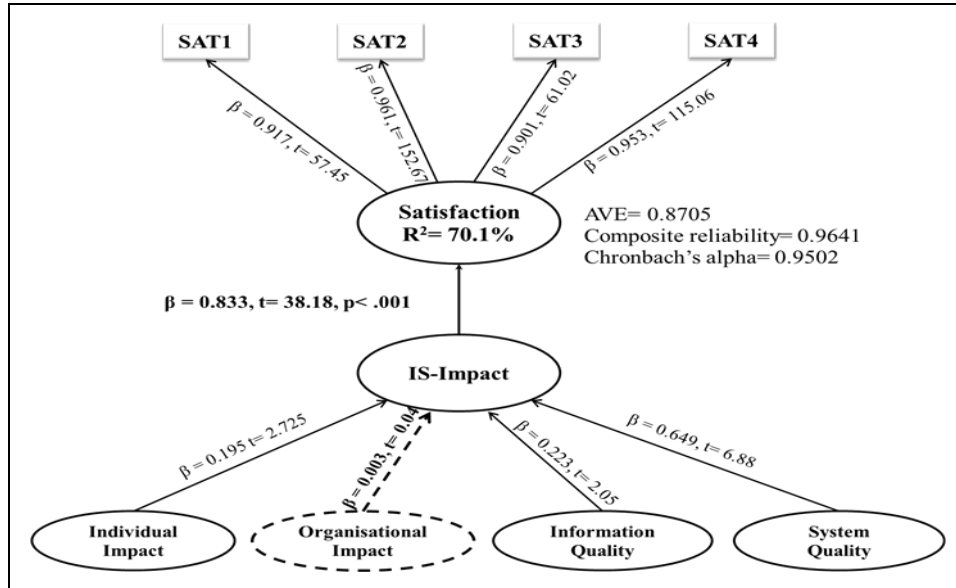 SAT1
SAT2
SAT3
SAT4
β = 0.917, t= 57.45
β = 0.961, t= 152.67
β = 0.901, t= 61.02
β = 0.953, t= 115.06
Satisfaction
R²= 70.1%
AVE= 0.8705
Composite reliability= 0.9641
Chronbach’s alpha= 0.9502
β = 0.833, t= 38.18, p< .001
IS-Impact
β = 0.195 t= 2.725
β = 0.003, t= 0.04
β = 0.223, t= 2.05
β = 0.649, t= 6.88
Individual
Impact
Organisational
Impact
Information
Quality
System
Quality